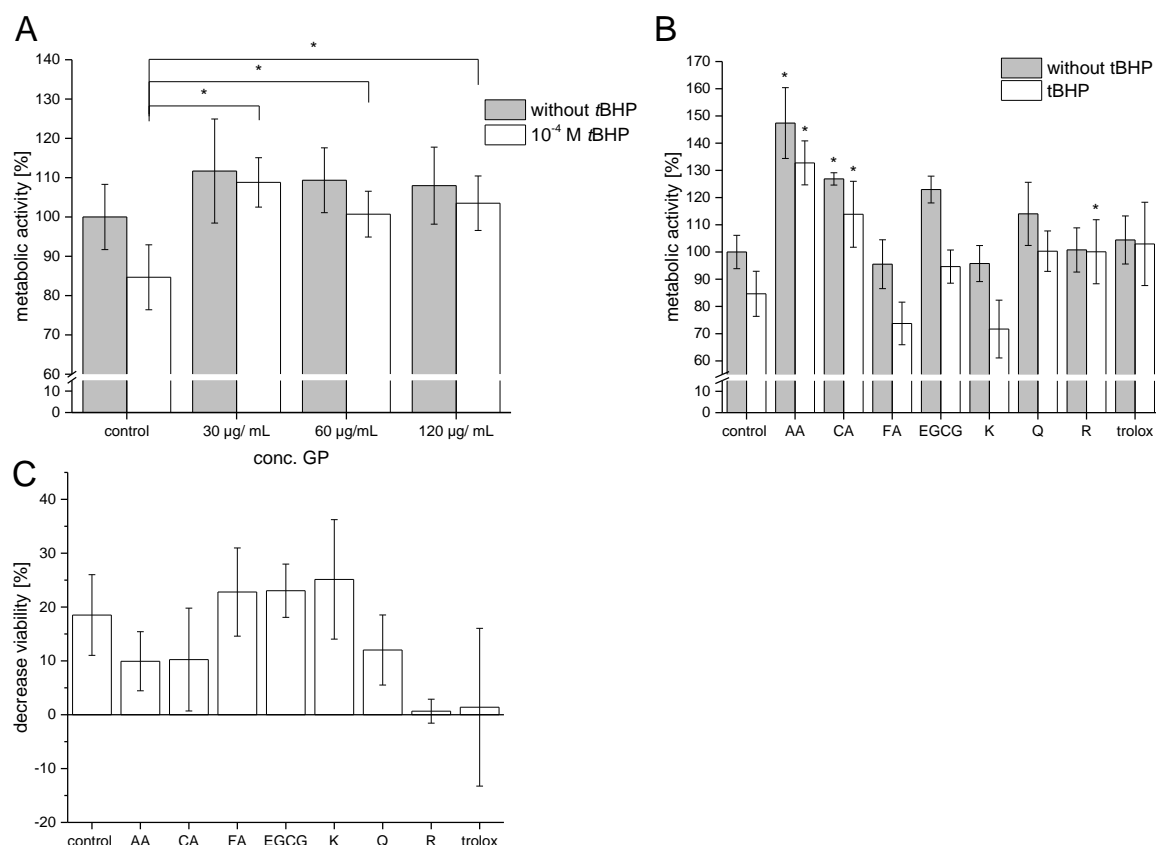 A
* 
*
*
without tBHP
10⁻⁴ M tBHP
metabolic activity [%]
140
130
120
110
100
90
80
70
60
10
0
control
30 µg/ mL
60 µg/mL
120 µg/ mL
conc. GP
B
without tBHP
tBHP
metabolic activity [%]
170
160
150
140
130
120
110
100
90
80
70
60
10
0
*
*
*
*
*
control AA CA FA EGCG K Q R trolox
C
decrease viability [%]
40
30
20
10
0
-10
-20
control AA CA FA EGCG K Q R trolox